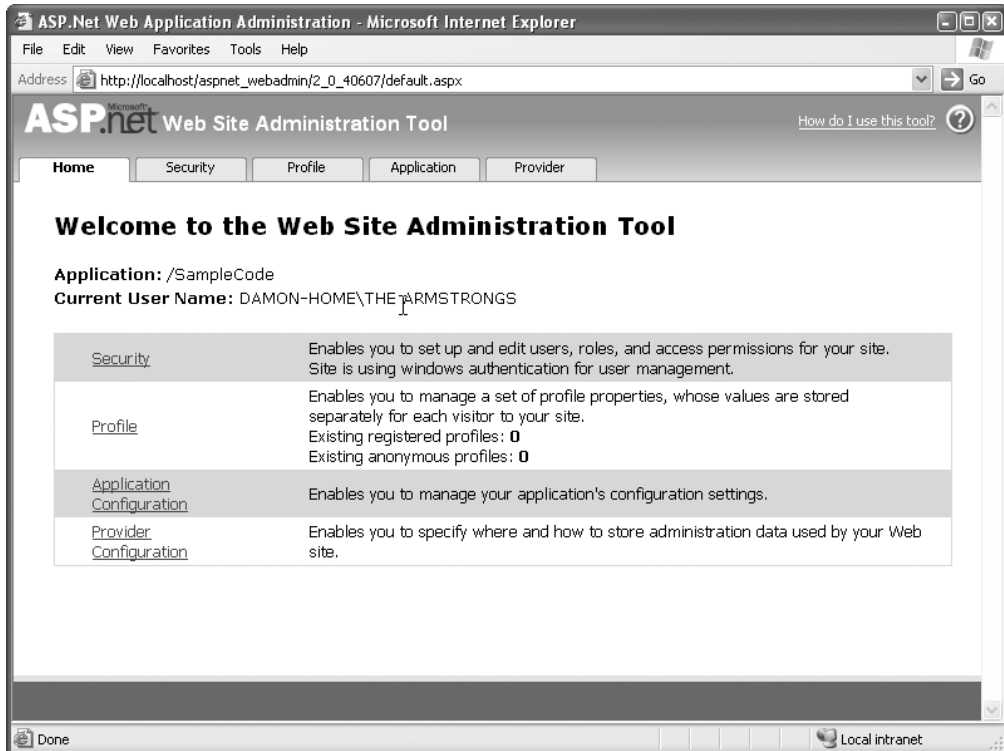 ASP.Net Web Application Administration - Microsoft Internet Explorer
File Edit View Favorites Tools Help
Address http://localhost/aspnet_webadmin/2_0_40607/default.aspx Go
Microsoft
ASP.net Web Site Administration Tool How do I use this tool? ?
Home Security Profile Application Provider
Welcome to the Web Site Administration Tool
Application: /SampleCode
Current User Name: DAMON-HOME\THE ARMSTRONGS
Security Enables you to set up and edit users, roles, and access permissions for your site.
Site is using windows authentication for user management.
Enables you to manage a set of profile properties, whose values are stored
separately for each visitor to your site.
Profile
Existing registered profiles: 0
Existing anonymous profiles: 0
Application
Configuration
Enables you to manage your application's configuration settings.
Provider
Configuration
Enables you to specify where and how to store administration data used by your Web
site.
Done Local intranet